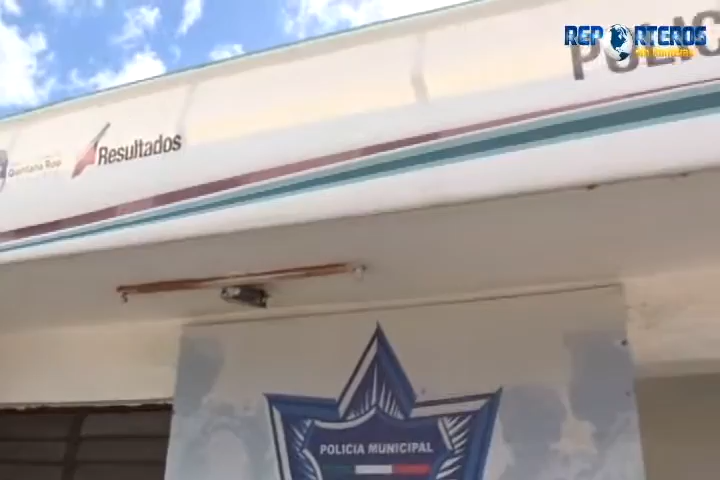 REPORTEROS
POLIC
Quintana Roo
Resultados
POLICIA MUNICIPAL